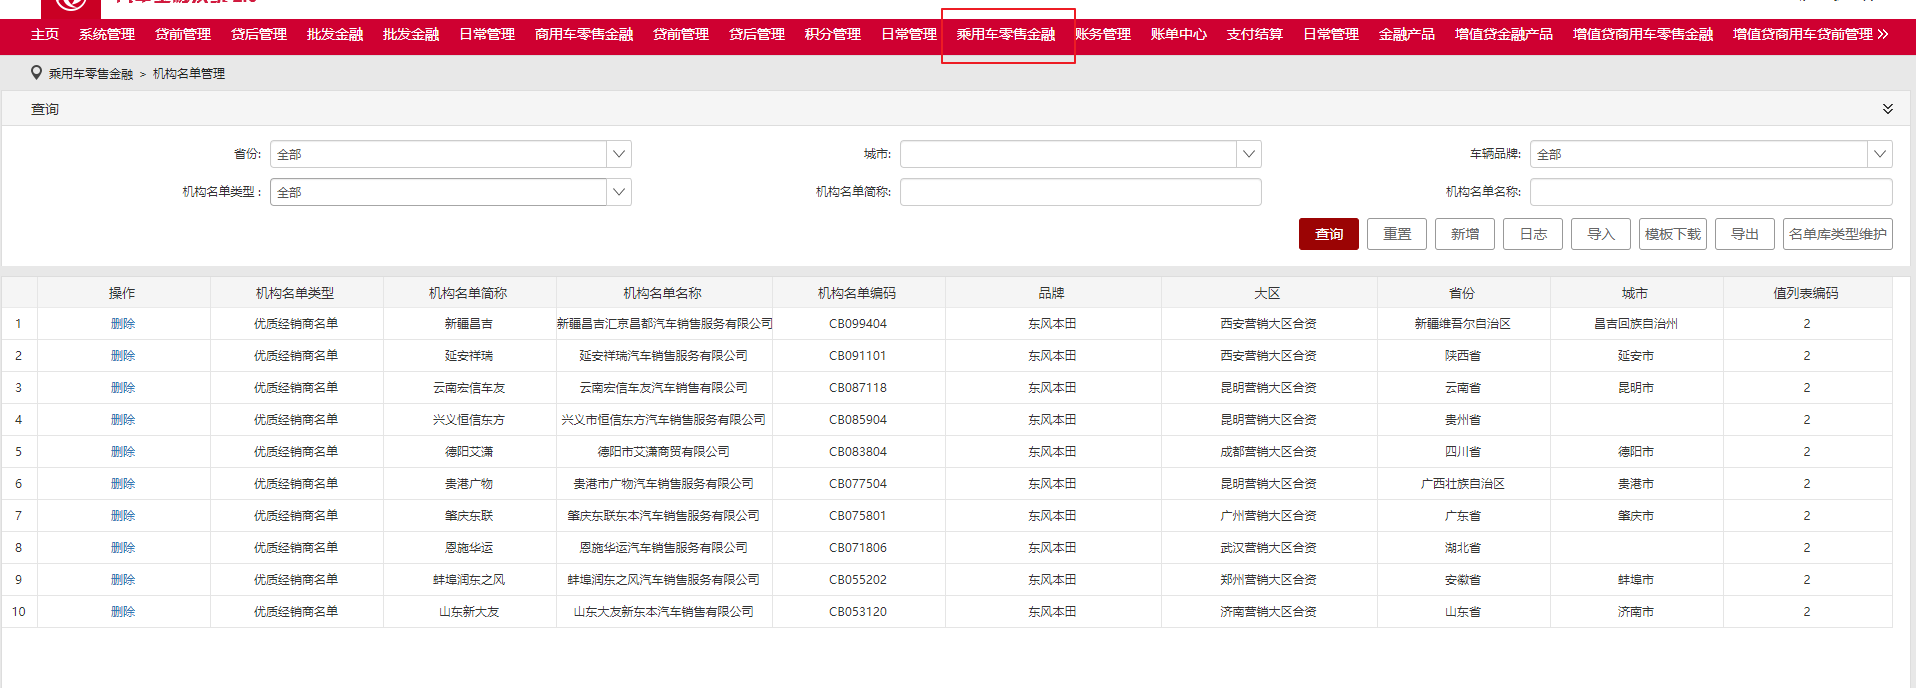 主页 系统管理 贷前管理 贷后管理 批发金融 批发金融 日常管理 商用车零售金融 贷前管理 贷后管理 积分管理 日常管理 乘用车零售金融 账务管理 账单中心 支付结算 日常管理 金融产品 增值贷金融产品 增值贷商用车零售金融 增值贷商用车贷前管理
乘用车零售金融 > 机构名单管理
查询
省份: 全部 城市: 车辆品牌: 全部
机构名单类型 : 全部 机构名单简称: 机构名单名称:
查询 重置 新增 日志 导入 模板下载 导出 名单库类型维护
操作 机构名单类型 机构名单简称 机构名单名称 机构名单编码 品牌 大区 省份 城市 值列表编码
1 删除 优质经销商名单 新疆昌吉 新疆昌吉汇京昌都汽车销售服务有限公司 CB099404 东风本田 西安营销大区合资 新疆维吾尔自治区 昌吉回族自治州 2
2 删除 优质经销商名单 延安祥瑞 延安祥瑞汽车销售服务有限公司 CB091101 东风本田 西安营销大区合资 陕西省 延安市 2
3 删除 优质经销商名单 云南宏信车友 云南宏信车友汽车销售有限公司 CB087118 东风本田 昆明营销大区合资 云南省 昆明市 2
4 删除 优质经销商名单 兴义恒信东方 兴义市恒信东方汽车销售服务有限公司 CB085904 东风本田 昆明营销大区合资 贵州省 2
5 删除 优质经销商名单 德阳艾潇 德阳市艾潇商贸有限公司 CB083804 东风本田 成都营销大区合资 四川省 德阳市 2
6 删除 优质经销商名单 贵港广物 贵港市广物汽车销售服务有限公司 CB077504 东风本田 昆明营销大区合资 广西壮族自治区 贵港市 2
7 删除 优质经销商名单 肇庆东联 肇庆东联东本汽车销售服务有限公司 CB075801 东风本田 广州营销大区合资 广东省 肇庆市 2
8 删除 优质经销商名单 恩施华运 恩施华运汽车销售服务有限公司 CB071806 东风本田 武汉营销大区合资 湖北省 2
9 删除 优质经销商名单 蚌埠润东之风 蚌埠润东之风汽车销售服务有限公司 CB055202 东风本田 郑州营销大区合资 安徽省 蚌埠市 2
10 删除 优质经销商名单 山东新大友 山东大友新东本汽车销售有限公司 CB053120 东风本田 济南营销大区合资 山东省 济南市 2